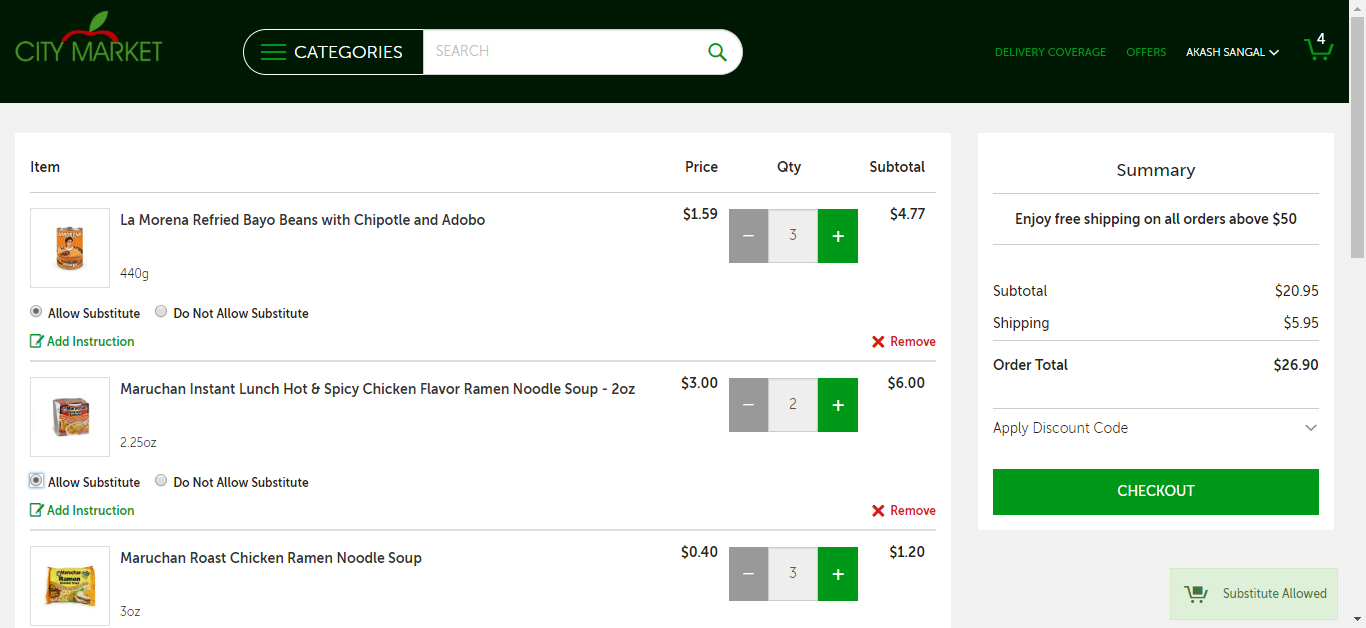 CITY MARKET
CATEGORIES
SEARCH
DELIVERY COVERAGE
OFFERS
AKASH SANGAL
4
Item Price Qty Subtotal
La Morena Refried Bayo Beans with Chipotle and Adobo $1.59 − 3 + $4.77
440g
Allow Substitute Do Not Allow Substitute
Add Instruction Remove
Maruchan Instant Lunch Hot & Spicy Chicken Flavor Ramen Noodle Soup - 2oz $3.00 − 2 + $6.00
2.25oz
Allow Substitute Do Not Allow Substitute
Add Instruction Remove
Maruchan Roast Chicken Ramen Noodle Soup $0.40 − 3 + $1.20
3oz
Summary
Enjoy free shipping on all orders above $50
Subtotal $20.95
Shipping $5.95
Order Total $26.90
Apply Discount Code
CHECKOUT
Substitute Allowed